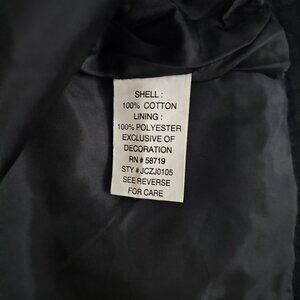 SHELL :
100% COTTON
LINING :
100% POLYESTER
EXCLUSIVE OF
DECORATION
RN # 58719
STY #JCZJ0105
SEE REVERSE
FOR CARE